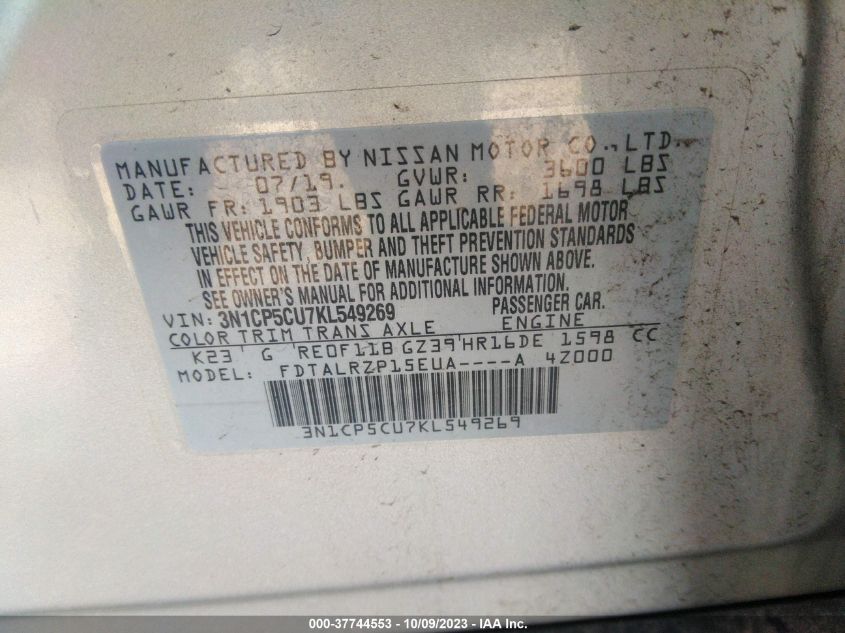 MANUFACTURED BY NISSAN MOTOR CO., LTD.
DATE: 07/19. GVWR: 3600 LBS
GAWR FR: 1903 LBS GAWR RR: 1698 LBS
THIS VEHICLE CONFORMS TO ALL APPLICABLE FEDERAL MOTOR
VEHICLE SAFETY, BUMPER AND THEFT PREVENTION STANDARDS
IN EFFECT ON THE DATE OF MANUFACTURE SHOWN ABOVE.
SEE OWNER'S MANUAL FOR ADDITIONAL INFORMATION.
VIN: 3N1CP5CU7KL549269 PASSENGER CAR.
COLOR TRIM TRANS AXLE ENGINE
K23 G RE0F11B GZ39 HR16DE 1598 CC
MODEL: FDTALRZP15EUA----A 4Z000
3N1CP5CU7KL549269
000-37744553 - 10/09/2023 - IAA Inc.